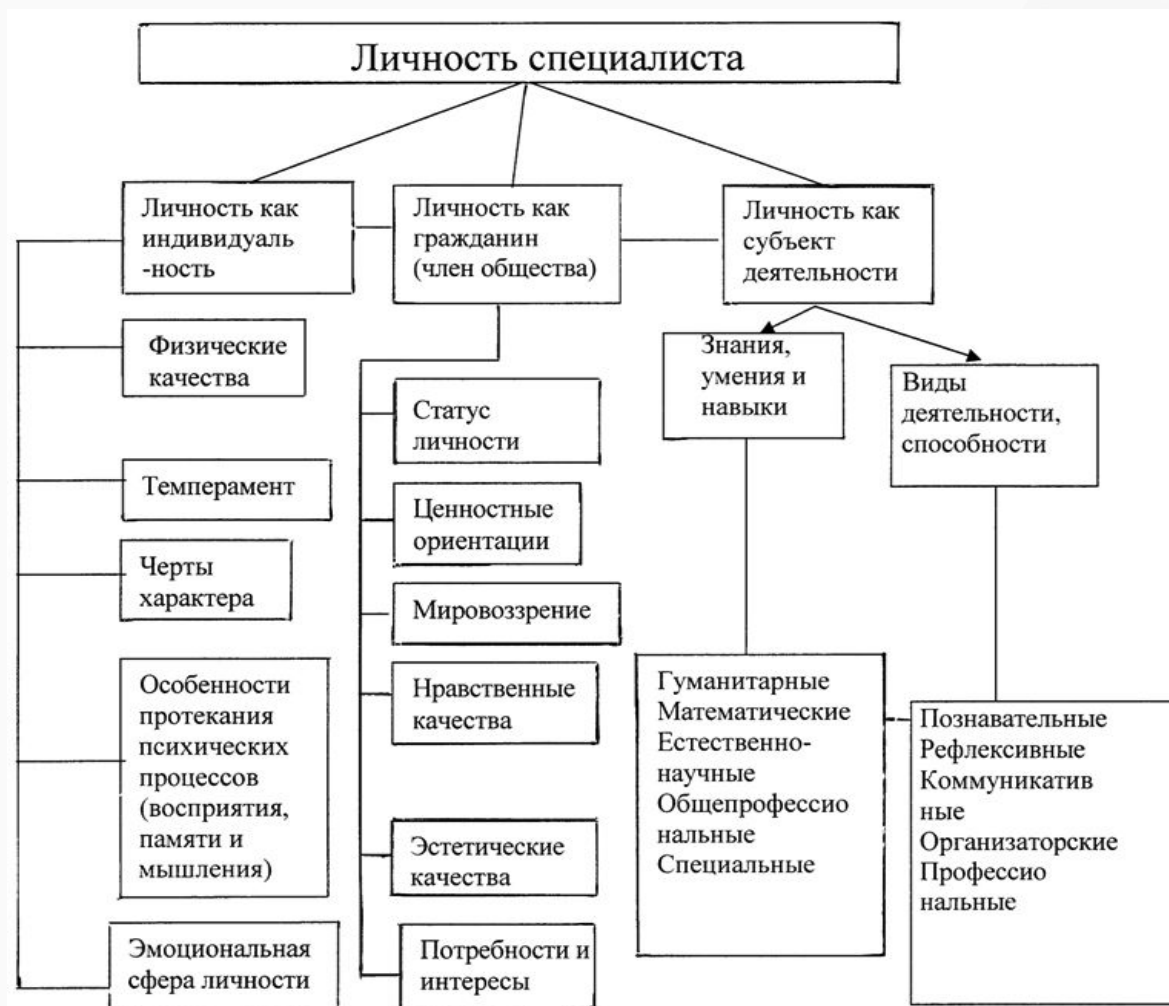 Личность специалиста
Личность как
индивидуаль
-ность
Личность как
гражданин
(член общества)
Личность как
субъект
деятельности
Физические
качества
Темперамент
Черты
характера
Особенности
протекания
психических
процессов
(восприятия,
памяти и
мышления)
Эмоциональная
сфера личности
Статус
личности
Ценностные
ориентации
Мировоззрение
Нравственные
качества
Эстетические
качества
Потребности и
интересы
Знания,
умения и
навыки
Виды
деятельности,
способности
Гуманитарные
Математические
Естественно-
научные
Общепрофессио
нальные
Специальные
Познавательные
Рефлексивные
Коммуникатив
ные
Организаторские
Профессио
нальные